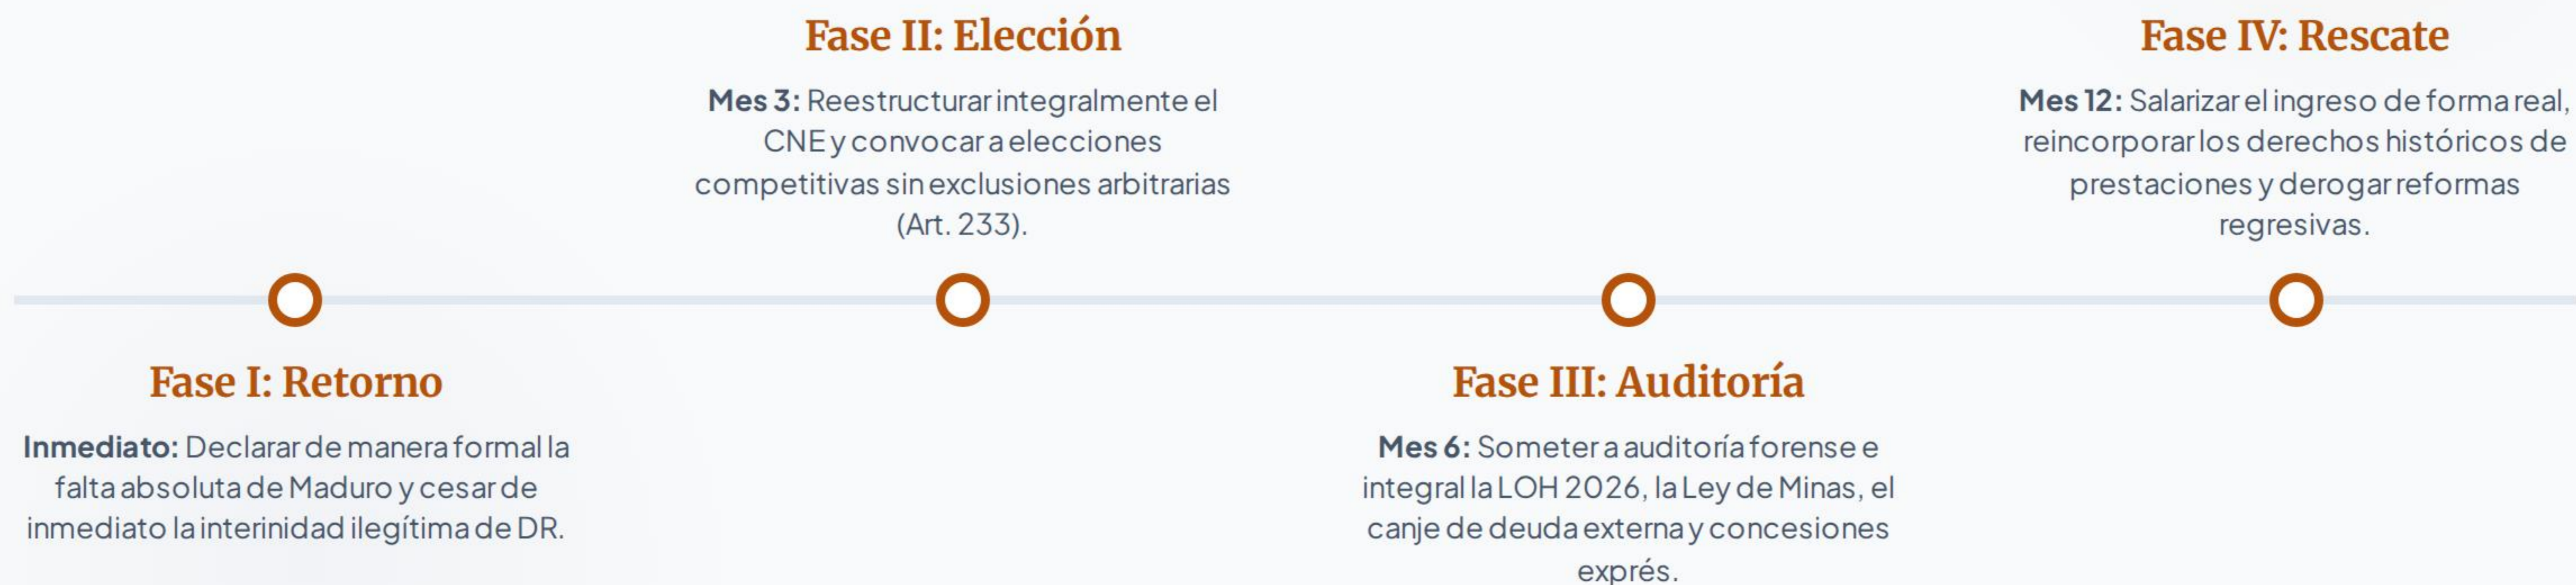 Fase I: Retorno
Inmediato: Declarar de manera formal la
falta absoluta de Maduro y cesar de
inmediato la interinidad ilegítima de DR.
Fase II: Elección
Mes 3: Reestructurar integralmente el
CNE y convocar a elecciones
competitivas sin exclusiones arbitrarias
(Art. 233).
Fase III: Auditoría
Mes 6: Someter a auditoría forense e
integral la LOH 2026, la Ley de Minas, el
canje de deuda externa y concesiones
exprés.
Fase IV: Rescate
Mes 12: Salarizar el ingreso de forma real,
reincorporar los derechos históricos de
prestaciones y derogar reformas
regresivas.